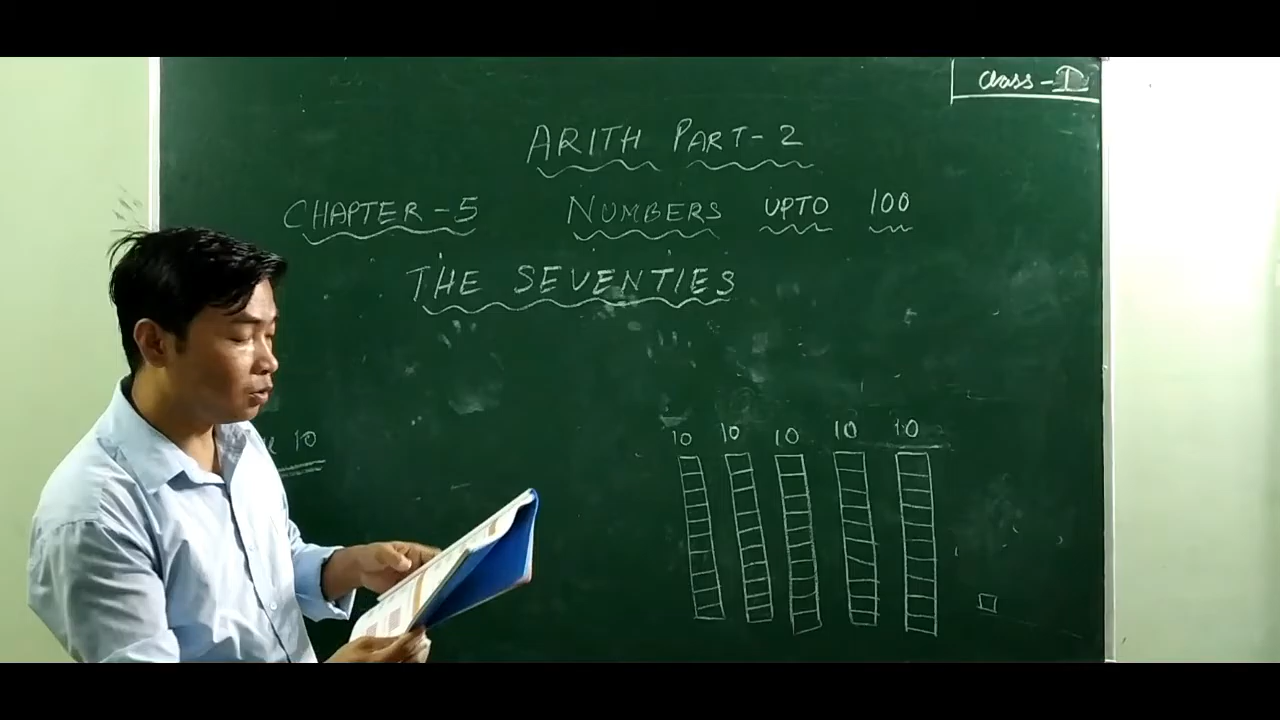 Class - I
ARITH PART-2
CHAPTER-5 NUMBERS UPTO 100
THE SEVENTIES
10 10 10 10 10
10